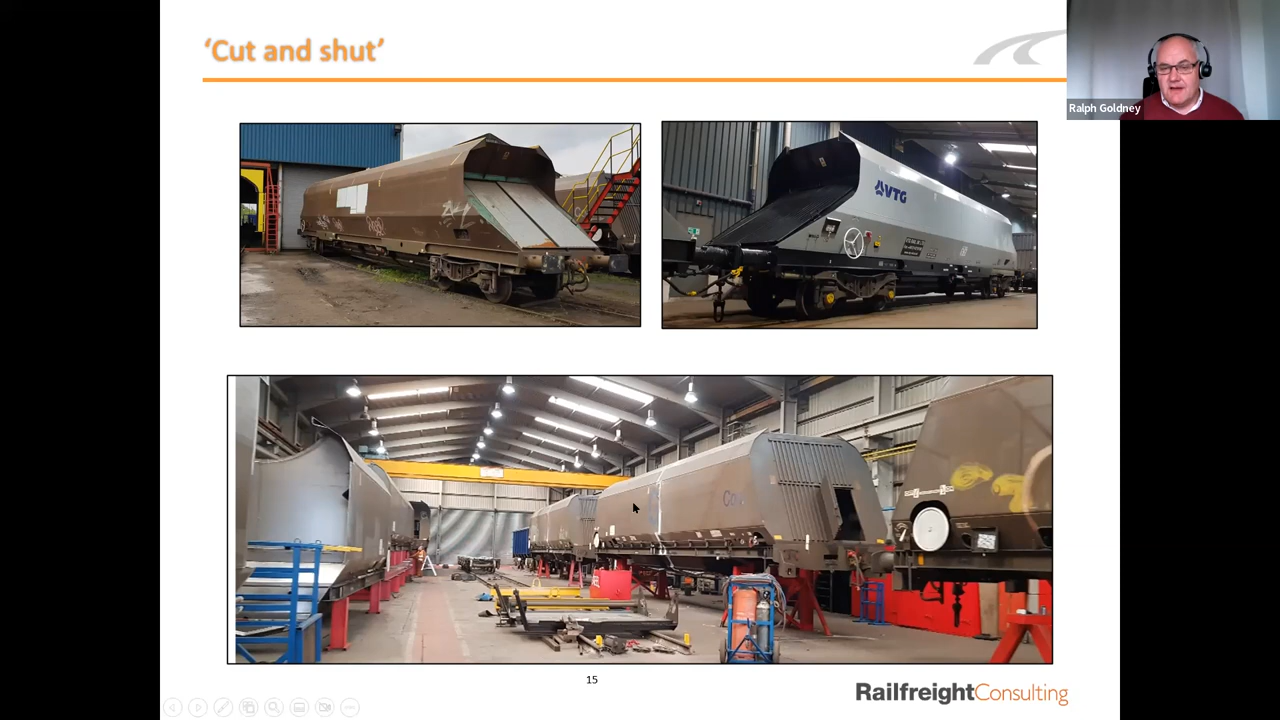 ‘Cut and shut’
Ralph Goldney
VTG
15
RailfreightConsulting